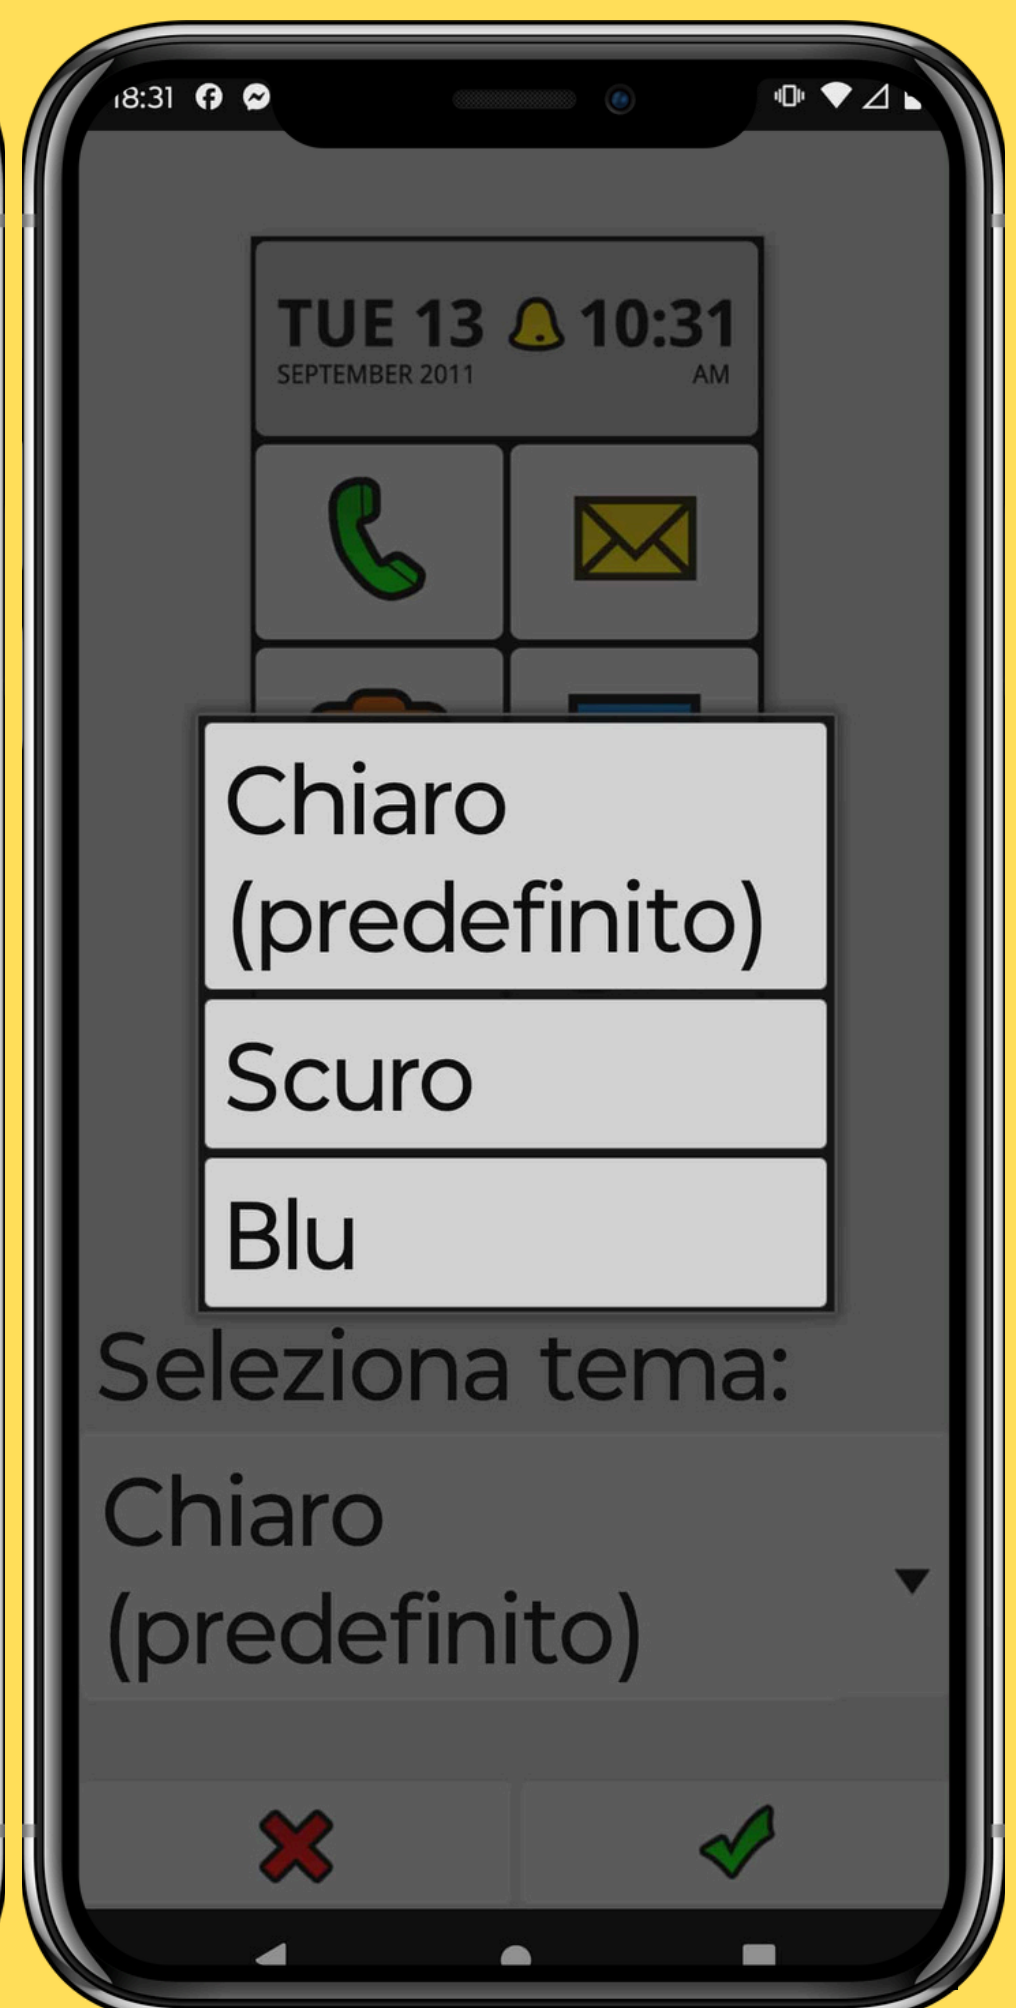 18:31
TUE 13 10:31
SEPTEMBER 2011 AM
Chiaro
(predefinito)
Scuro
Blu
Seleziona tema:
Chiaro
(predefinito)